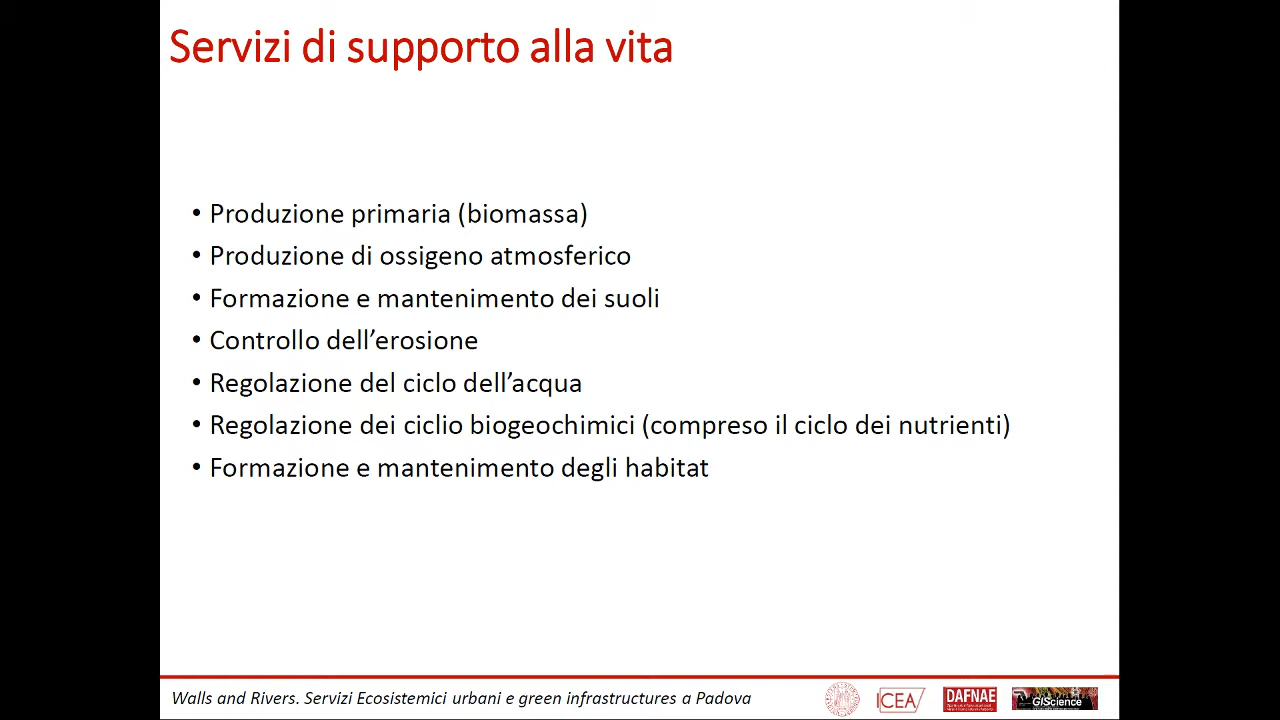 Servizi di supporto alla vita
• Produzione primaria (biomassa)
• Produzione di ossigeno atmosferico
• Formazione e mantenimento dei suoli
• Controllo dell’erosione
• Regolazione del ciclo dell’acqua
• Regolazione dei ciclio biogeochimici (compreso il ciclo dei nutrienti)
• Formazione e mantenimento degli habitat
Walls and Rivers. Servizi Ecosistemici urbani e green infrastructures a Padova
ICEA
DAFNAE
GIScience